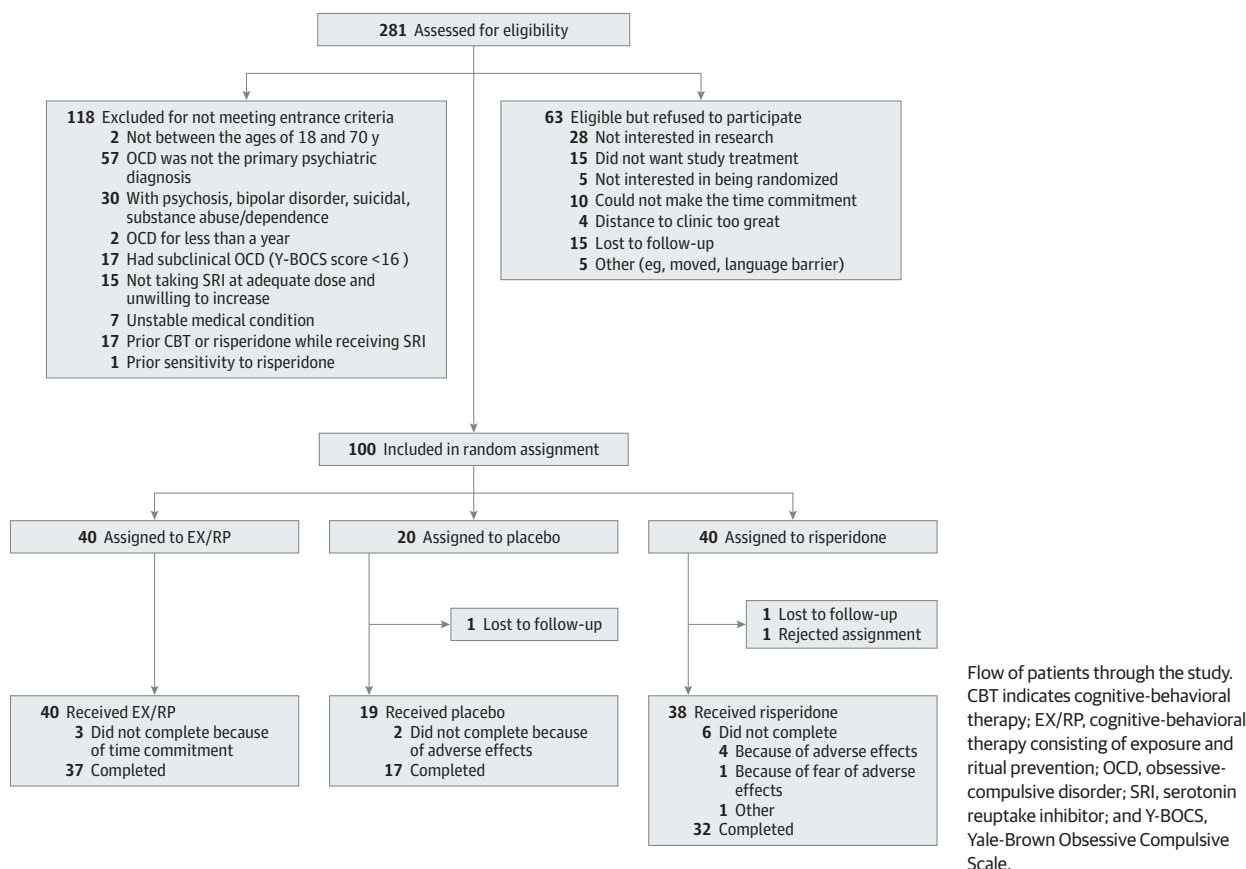 281 Assessed for eligibility
118 Excluded for not meeting entrance criteria
2 Not between the ages of 18 and 70 y
57 OCD was not the primary psychiatric
diagnosis
30 With psychosis, bipolar disorder, suicidal,
substance abuse/dependence
2 OCD for less than a year
17 Had subclinical OCD (Y-BOCS score <16 )
15 Not taking SRI at adequate dose and
unwilling to increase
7 Unstable medical condition
17 Prior CBT or risperidone while receiving SRI
1 Prior sensitivity to risperidone
63 Eligible but refused to participate
28 Not interested in research
15 Did not want study treatment
5 Not interested in being randomized
10 Could not make the time commitment
4 Distance to clinic too great
15 Lost to follow-up
5 Other (eg, moved, language barrier)
100 Included in random assignment
40 Assigned to EX/RP
20 Assigned to placebo
40 Assigned to risperidone
1 Lost to follow-up
1 Lost to follow-up
1 Rejected assignment
40 Received EX/RP
3 Did not complete because
of time commitment
37 Completed
19 Received placebo
2 Did not complete because
of adverse effects
17 Completed
38 Received risperidone
6 Did not complete
4 Because of adverse effects
1 Because of fear of adverse
effects
1 Other
32 Completed
Flow of patients through the study.
CBT indicates cognitive-behavioral
therapy; EX/RP, cognitive-behavioral
therapy consisting of exposure and
ritual prevention; OCD, obsessive-
compulsive disorder; SRI, serotonin
reuptake inhibitor; and Y-BOCS,
Yale-Brown Obsessive Compulsive
Scale.